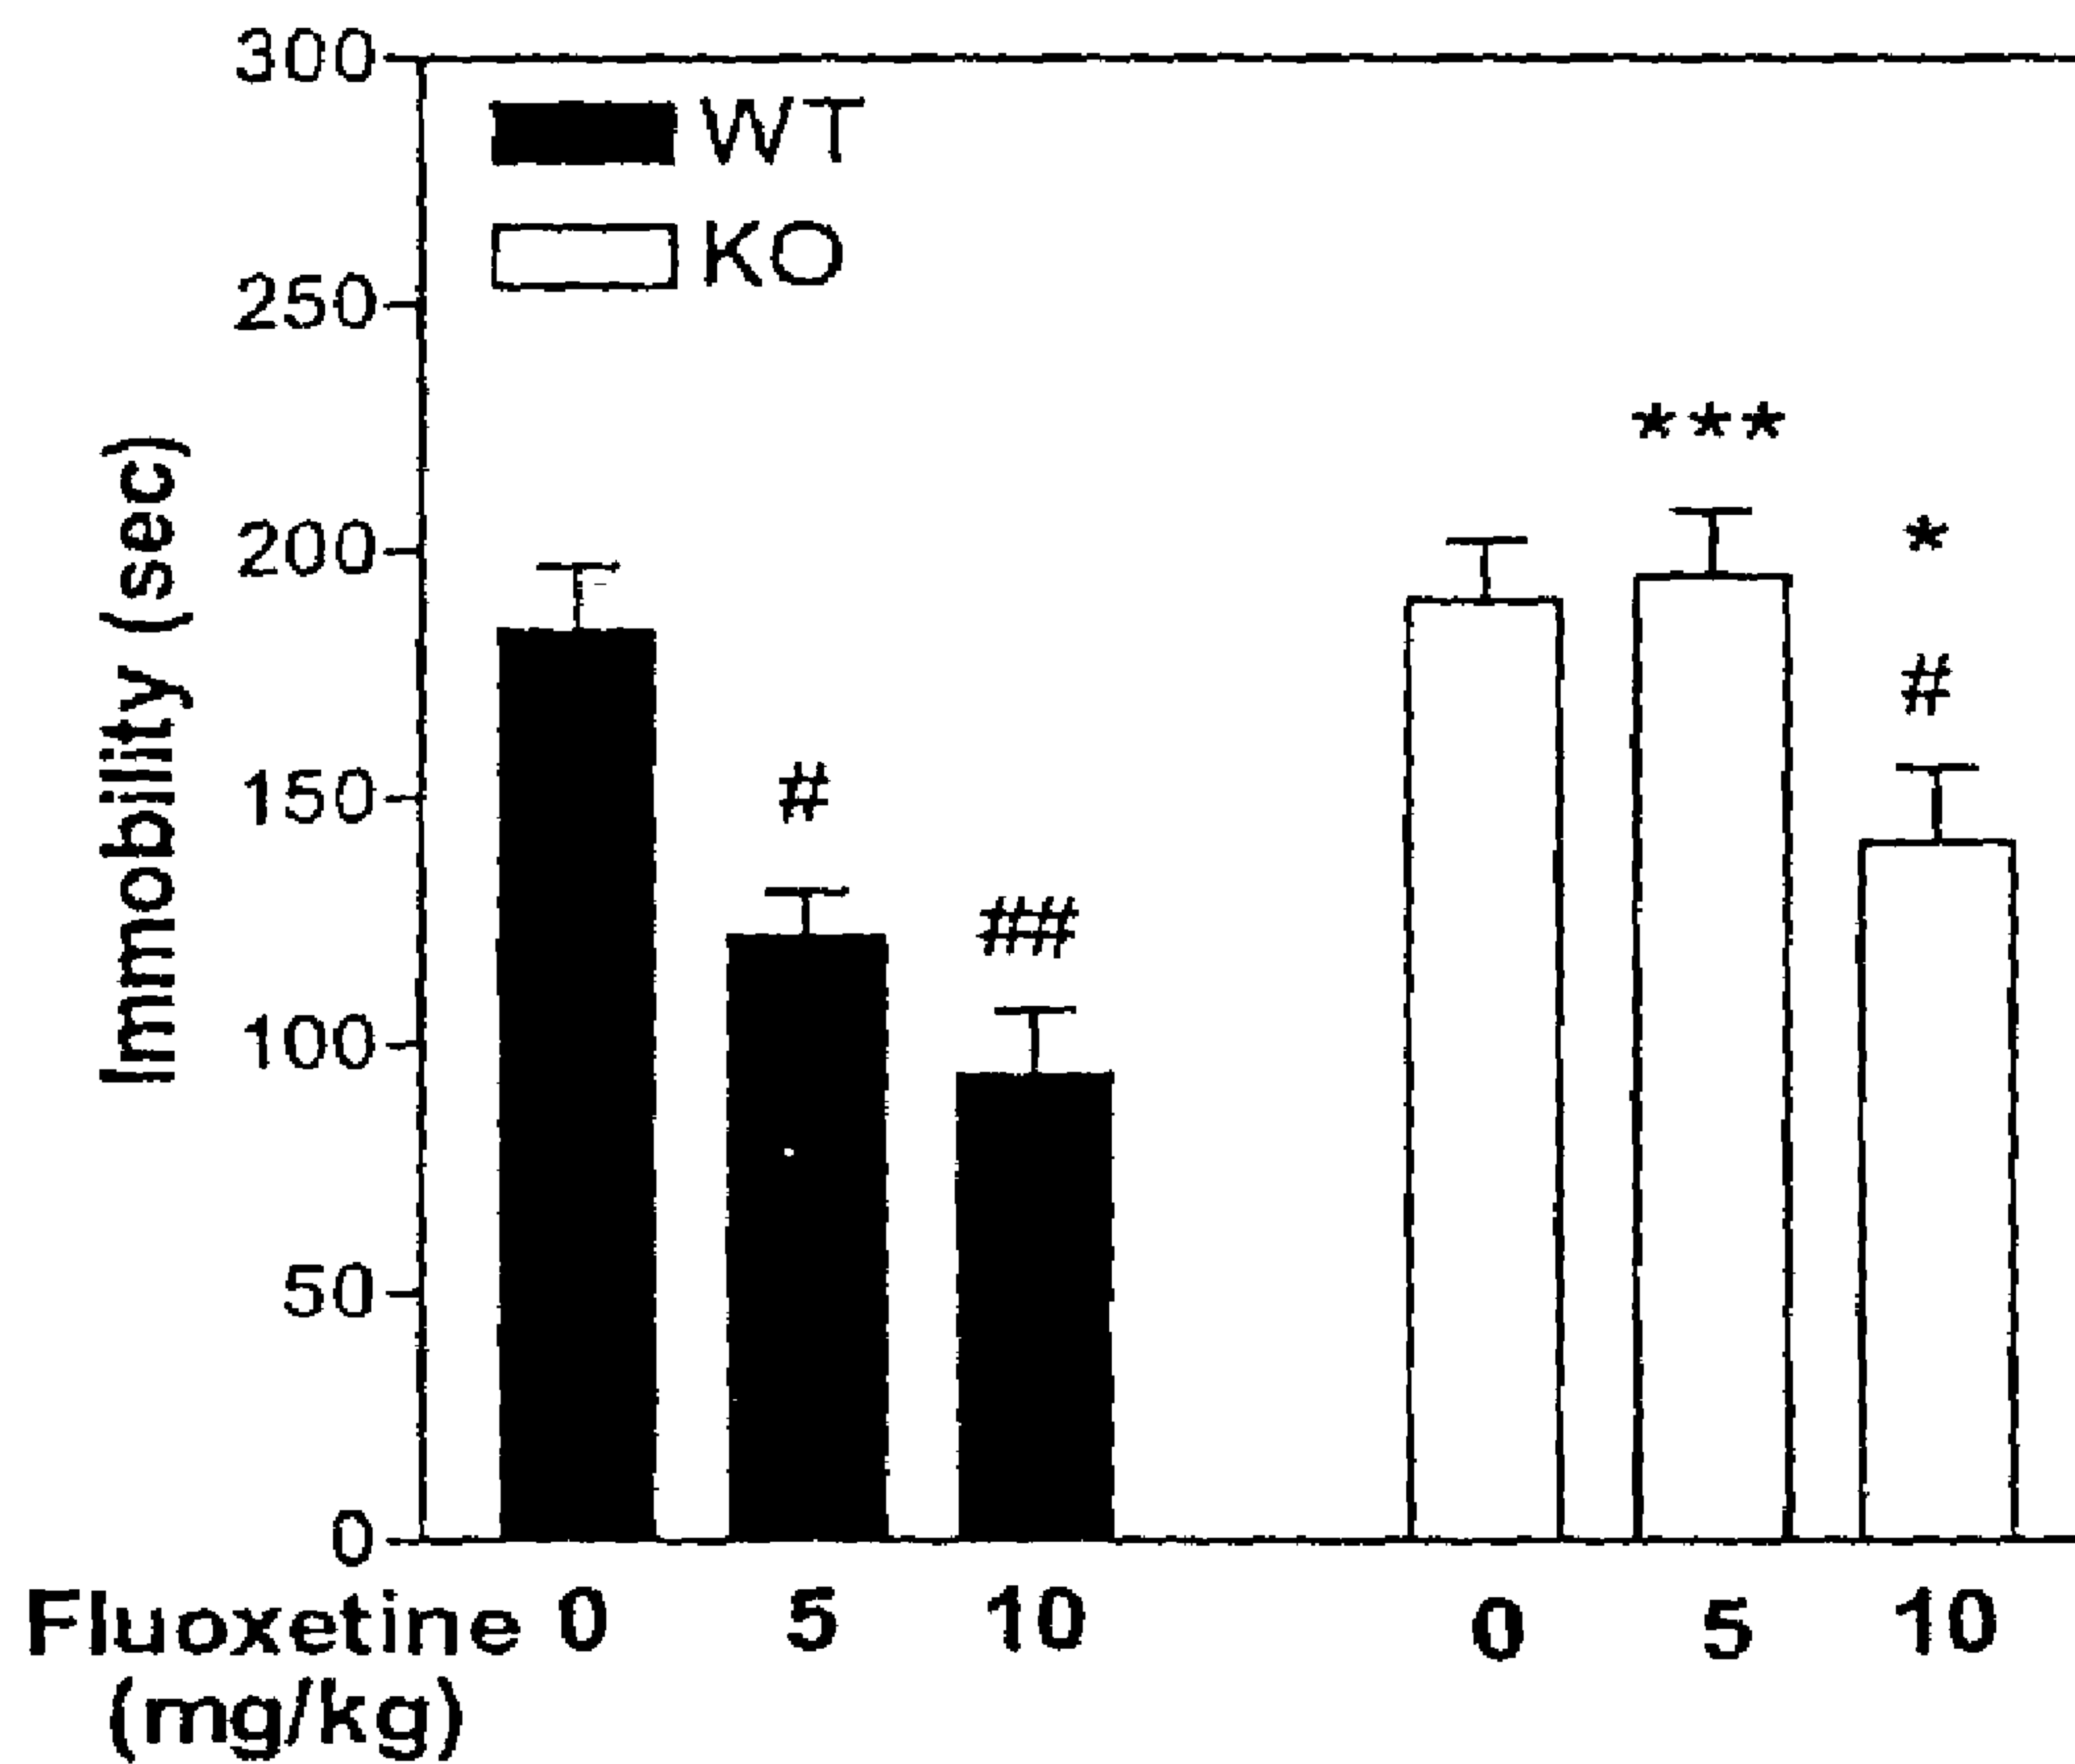 300
WT
KO
250
***
200
*
#
150
#
##
100
50
0
Immobility (sec)
Fluoxetine 0 5 10 0 5 10
(mg/kg)